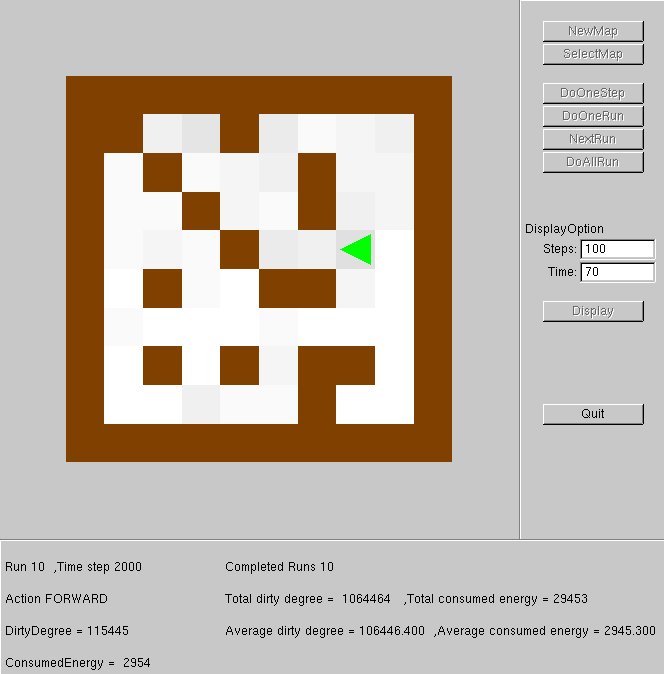 NewMap
SelectMap
DoOneStep
DoOneRun
NextRun
DoAllRun
DisplayOption
Steps: 100
Time: 70
Display
Quit
Run 10 ,Time step 2000 Completed Runs 10
Action FORWARD Total dirty degree = 1064464 ,Total consumed energy = 29453
DirtyDegree = 115445 Average dirty degree = 106446.400 ,Average consumed energy = 2945.300
ConsumedEnergy = 2954